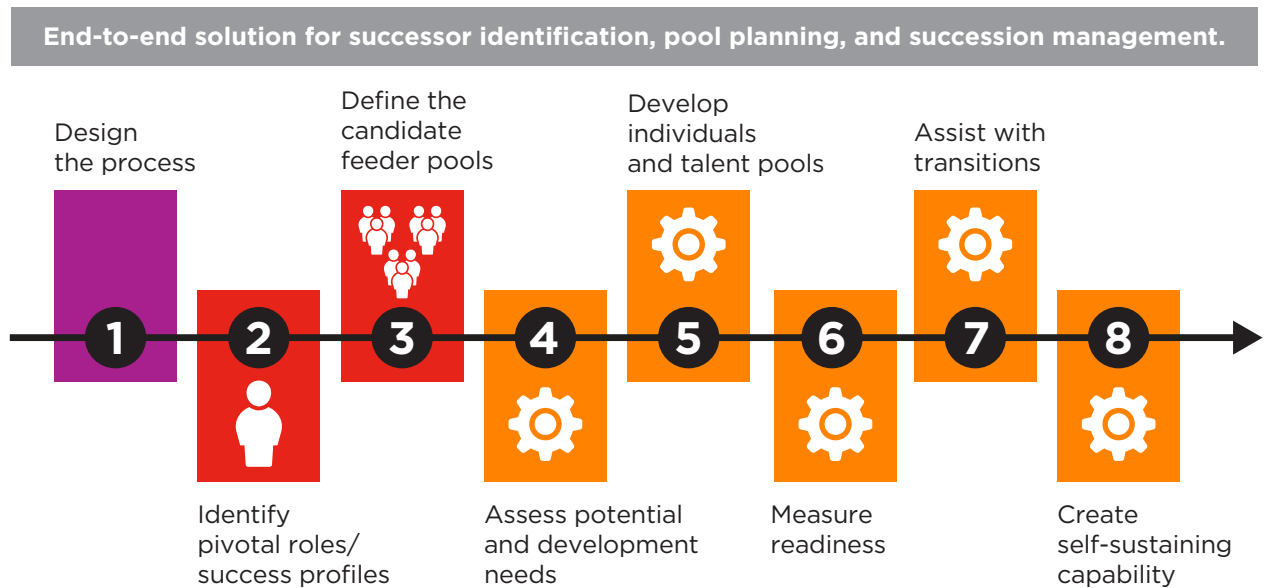 End-to-end solution for successor identification, pool planning, and succession management.
Design
the process
1
2
Identify
pivotal roles/
success profiles
Define the
candidate
feeder pools
3
4
Assess potential
and development
needs
Develop
individuals
and talent pools
5
6
Measure
readiness
Assist with
transitions
7
8
Create
self-sustaining
capability